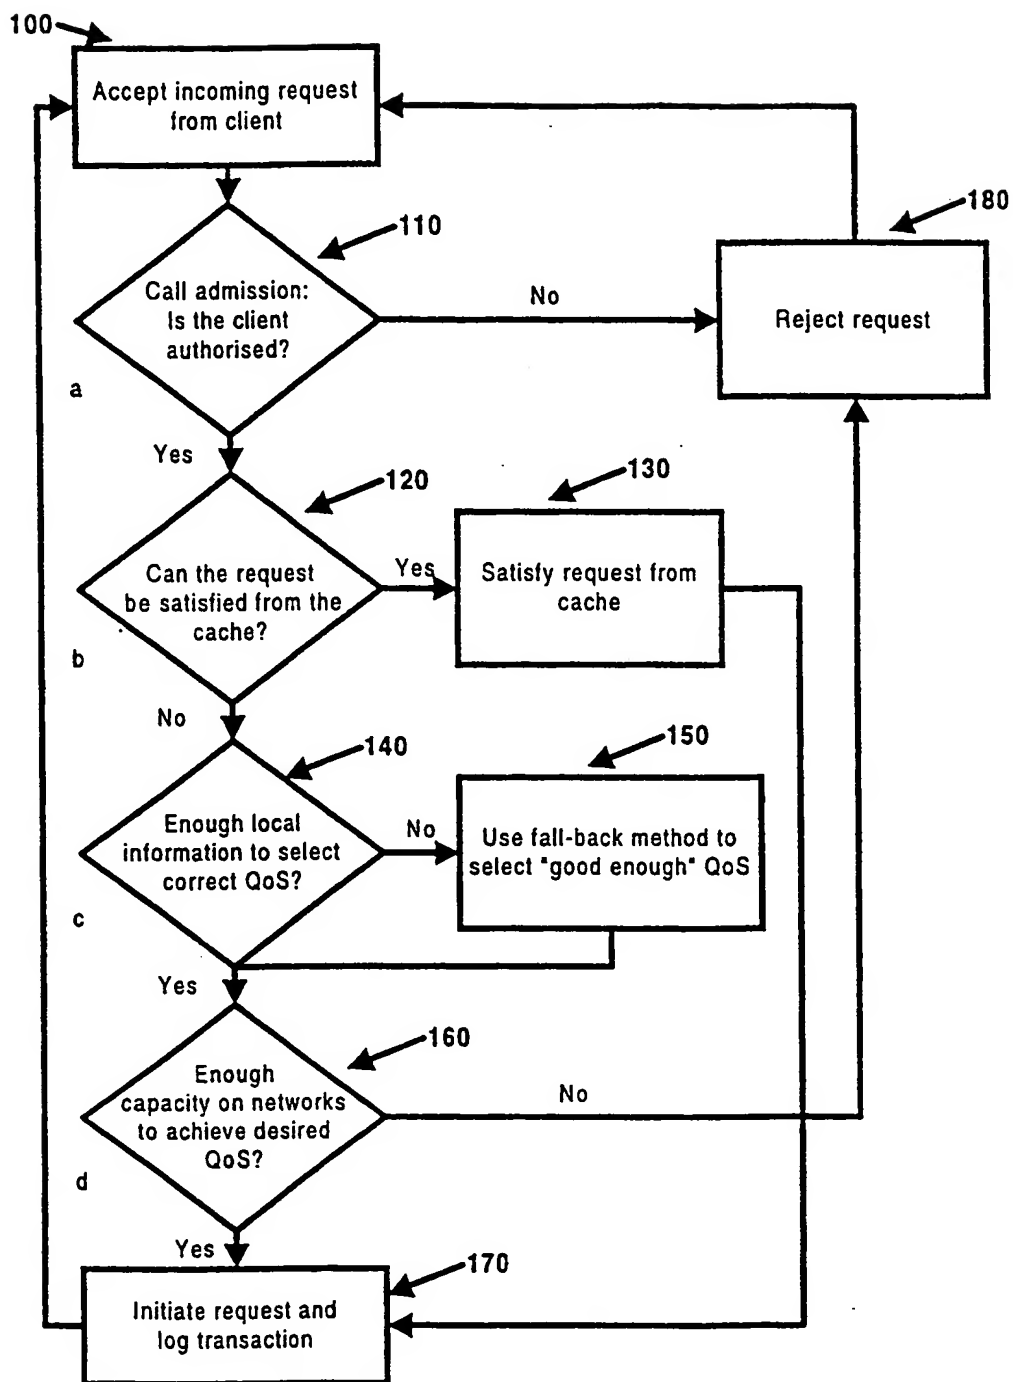 100
Accept incoming request
from client
110
180
Call admission:
Is the client
authorised?
No
Reject request
a
Yes
120
130
Can the request
be satisfied from the
cache?
Yes
Satisfy request from
cache
b
No
140
150
Enough local
information to select
correct QoS?
No
Use fall-back method to
select "good enough" QoS
c
Yes
160
Enough
capacity on networks
to achieve desired
QoS?
No
d
Yes
170
Initiate request and
log transaction